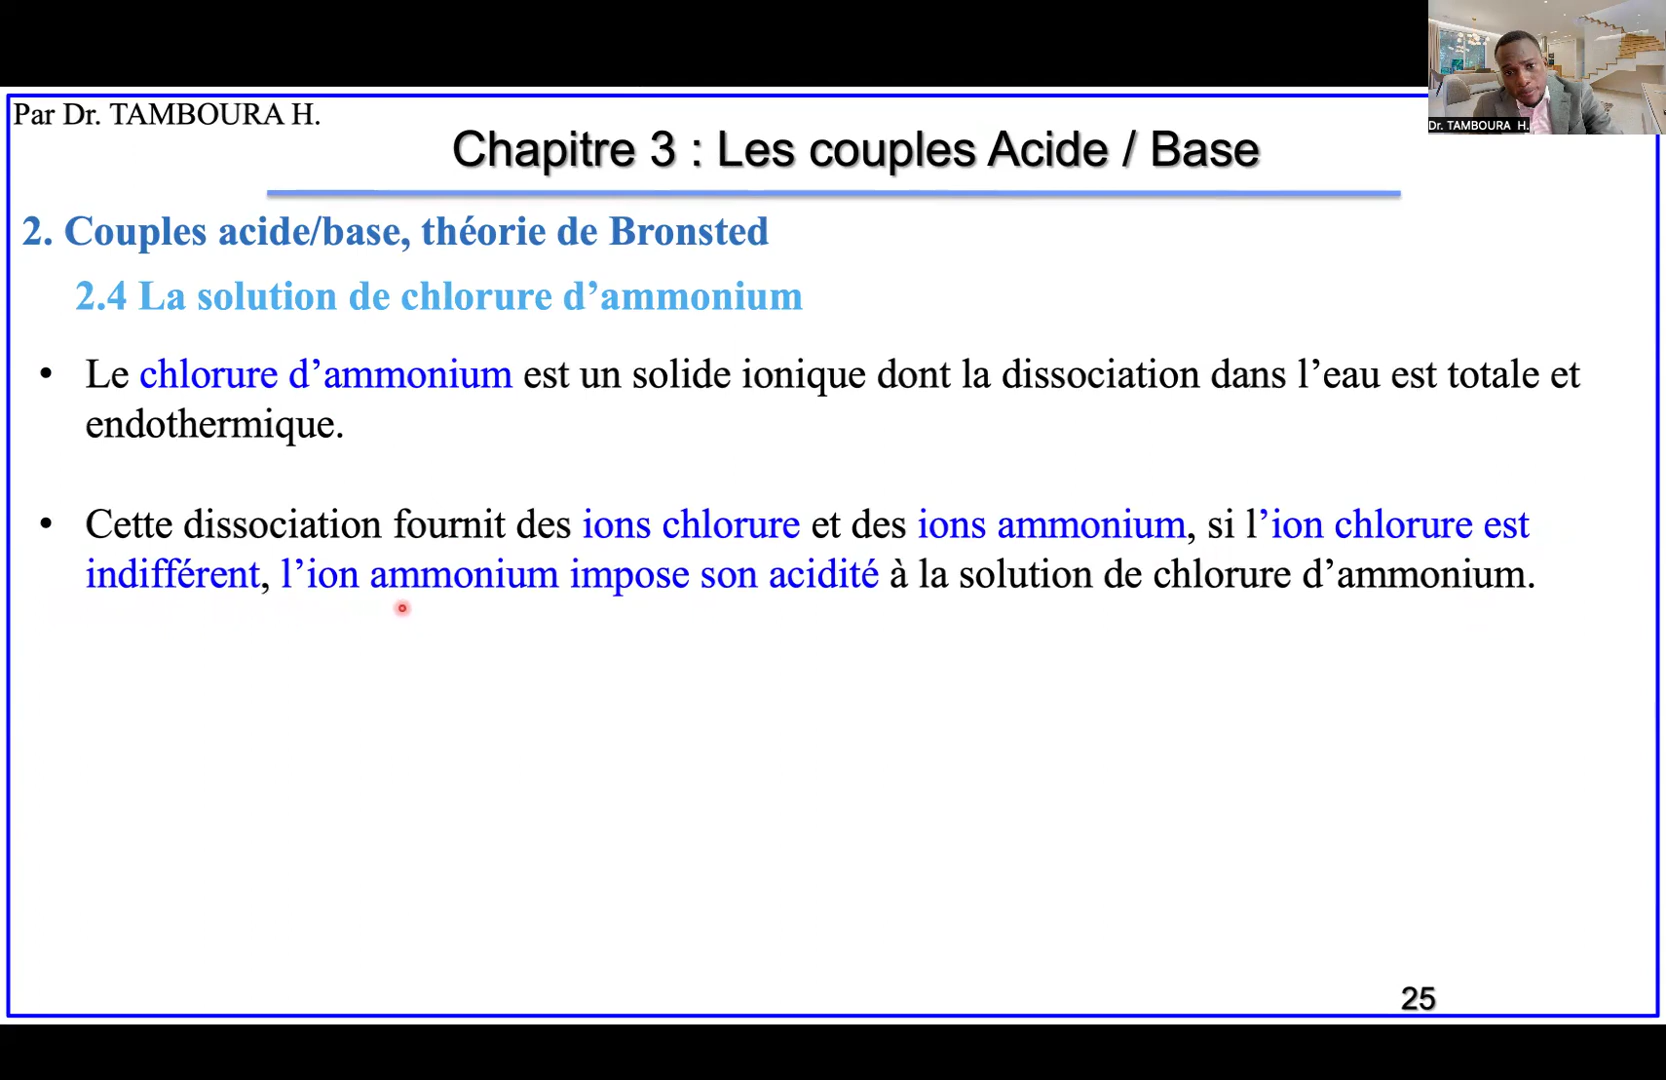 Par Dr. TAMBOURA H.
Dr. TAMBOURA H.
Chapitre 3 : Les couples Acide / Base
2. Couples acide/base, théorie de Bronsted
2.4 La solution de chlorure d’ammonium
• Le chlorure d’ammonium est un solide ionique dont la dissociation dans l’eau est totale et
endothermique.
• Cette dissociation fournit des ions chlorure et des ions ammonium, si l’ion chlorure est
indifférent, l’ion ammonium impose son acidité à la solution de chlorure d’ammonium.
25